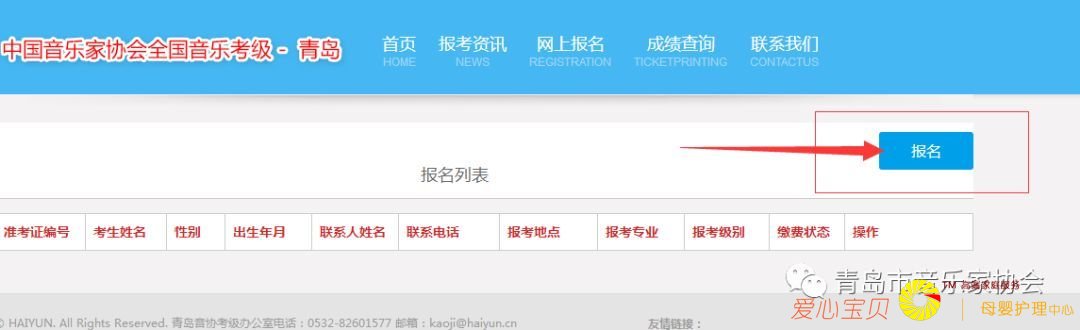 中国音乐家协会全国音乐考级 - 青岛
首页 报考资讯 网上报名 成绩查询 联系我们
HOME NEWS REGISTRATION TICKETPRINTING CONTACTUS
报名
报名列表
准考证编号 考生姓名 性别 出生年月 联系人姓名 联系电话 报考地点 报考专业 报考级别 缴费状态 操作
青岛市音乐家协会
爱心宝贝 母婴护理中心
© HAIYUN. All Rights Reserved. 青岛音协考级办公室电话：0532-82601577 邮箱：kaoji@haiyun.cn 友情链接：